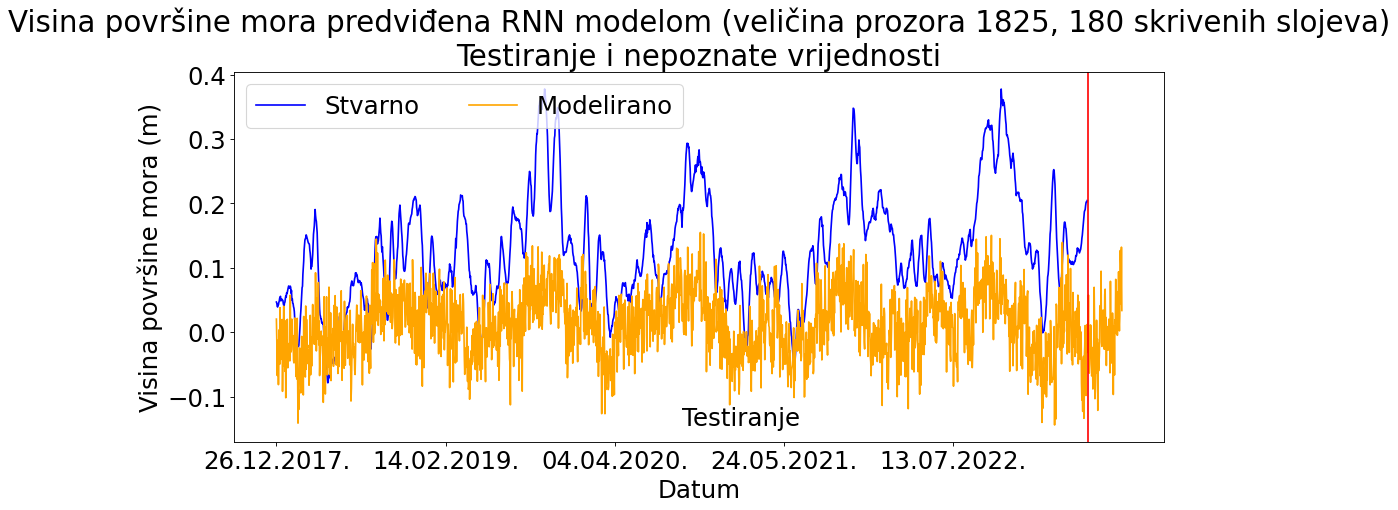 Visina površine mora predviđena RNN modelom (veličina prozora 1825, 180 skrivenih slojeva)
Testiranje i nepoznate vrijednosti
Stvarno
Modelirano
Visina površine mora (m)
0.4
0.3
0.2
0.1
0.0
−0.1
Testiranje
26.12.2017.
14.02.2019.
04.04.2020.
24.05.2021.
13.07.2022.
Datum